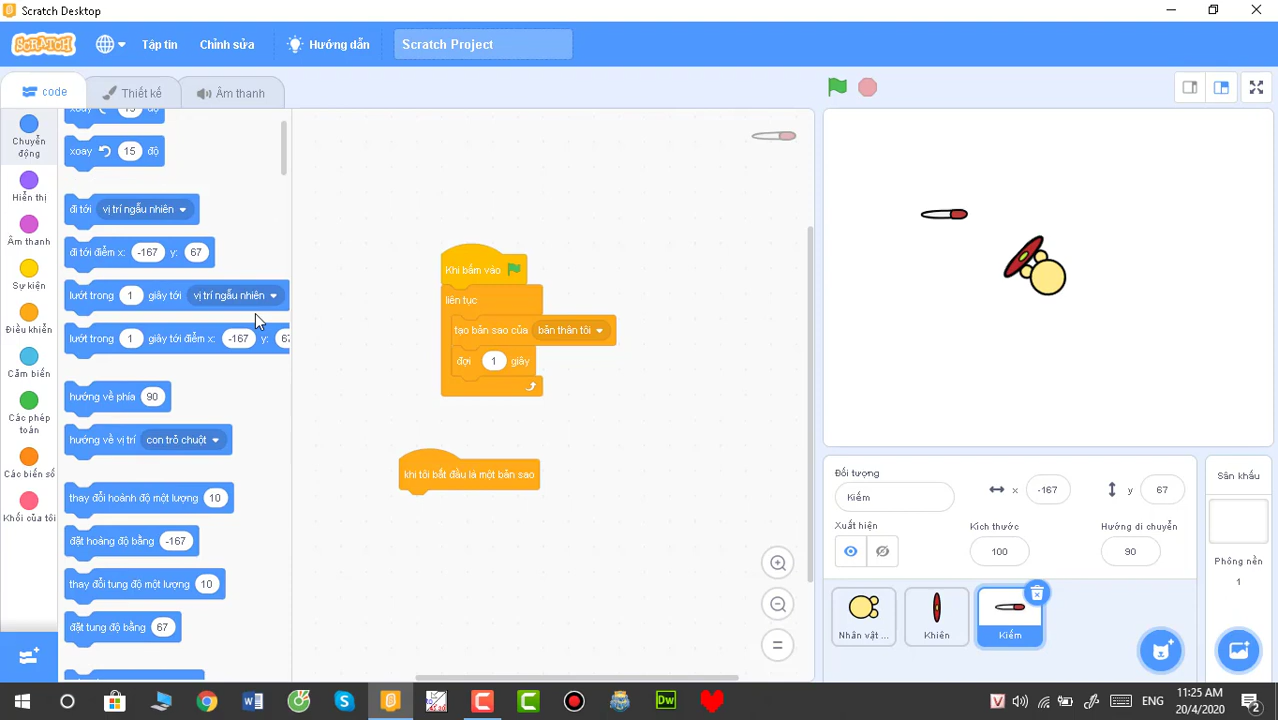 Scratch Desktop
SCRATCH
Tập tin
Chỉnh sửa
Hướng dẫn
Scratch Project
code
Thiết kế
Âm thanh
Chuyển động
Hiển thị
Âm thanh
Sự kiện
Điều khiển
Cảm biến
Các phép toán
Các biến số
Khối của tôi
xoay 15 độ
xoay 15 độ
đi tới vị trí ngẫu nhiên
đi tới điểm x: -167 y: 67
lướt trong 1 giây tới vị trí ngẫu nhiên
lướt trong 1 giây tới điểm x: -167 y: 67
hướng về phía 90
hướng về vị trí con trỏ chuột
thay đổi hoành độ một lượng 10
đặt hoàng độ bằng -167
thay đổi tung độ một lượng 10
đặt tung độ bằng 67
Khi bấm vào
liên tục
tạo bản sao của bản thân tôi
đợi 1 giây
khi tôi bắt đầu là một bản sao
Đối tượng
Kiếm
x -167
y 67
Xuất hiện
Kích thước
100
Hướng di chuyển
90
Nhân vật ...
Khiên
Kiếm
Sân khấu
Phông nền
1
Dw
V
ENG
11:25 AM
20/4/2020
2